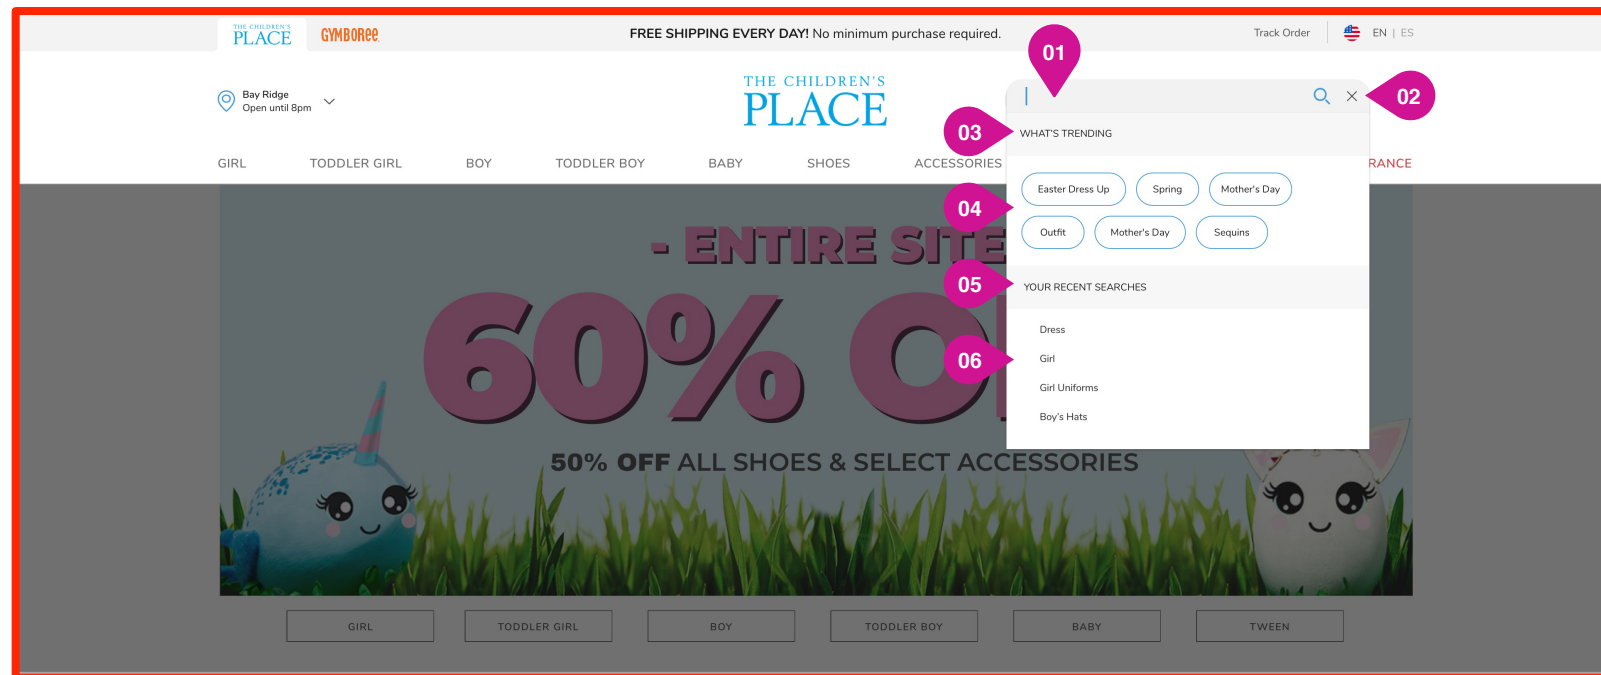 THE CHILDREN'S
PLACE
GYMBOREE
FREE SHIPPING EVERY DAY! No minimum purchase required.
Track Order
EN | ES
01
Bay Ridge
Open until 8pm
THE CHILDREN'S
PLACE
02
03
WHAT'S TRENDING
GIRL TODDLER GIRL BOY TODDLER BOY BABY SHOES ACCESSORIES RANCE
Easter Dress Up Spring Mother's Day
04
Outfit Mother's Day Sequins
- ENTIRE SITE
05
YOUR RECENT SEARCHES
60% O
Dress
06
Girl
Girl Uniforms
Boy's Hats
50% OFF ALL SHOES & SELECT ACCESSORIES
GIRL TODDLER GIRL BOY TODDLER BOY BABY TWEEN